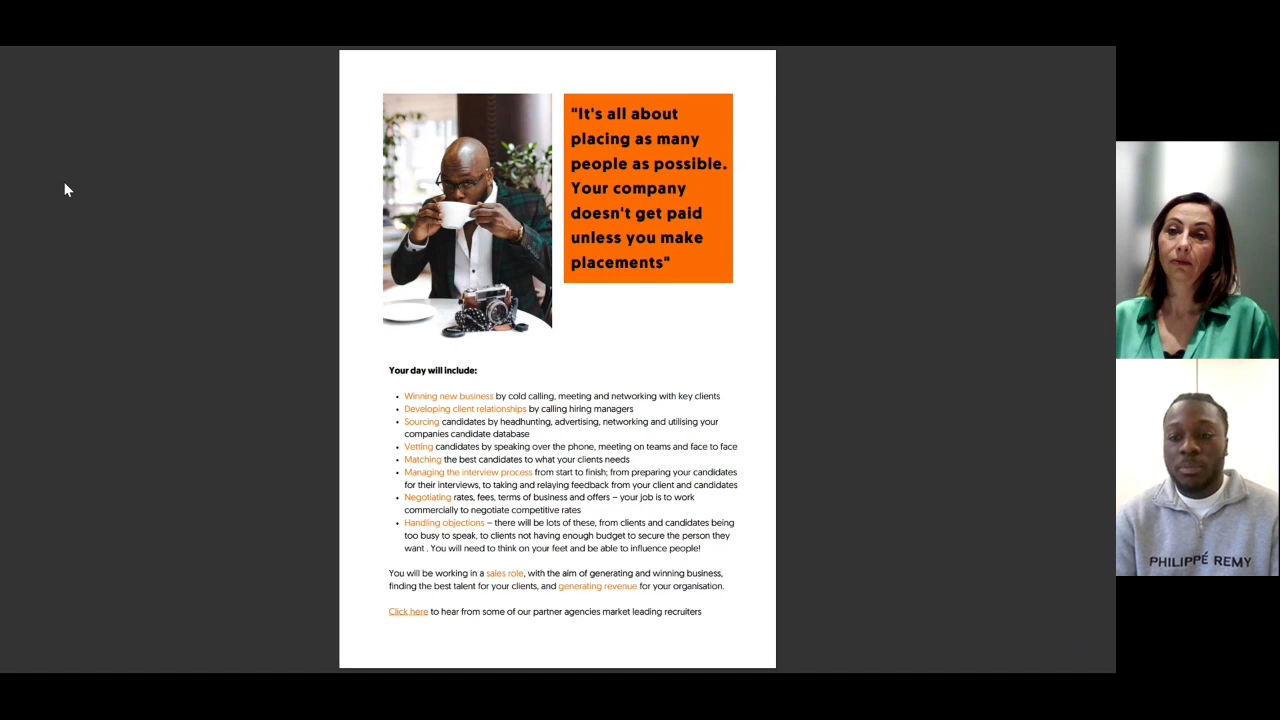 "It's all about
placing as many
people as possible.
Your company
doesn't get paid
unless you make
placements"
Your day will include:
• Winning new business by cold calling, meeting and networking with key clients
• Developing client relationships by calling hiring managers
• Sourcing candidates by headhunting, advertising, networking and utilising your
companies candidate database
• Vetting candidates by speaking over the phone, meeting on teams and face to face
• Matching the best candidates to what your clients needs
• Managing the interview process from start to finish; from preparing your candidates
for their interviews, to taking and relaying feedback from your client and candidates
• Negotiating rates, fees, terms of business and offers – your job is to work
commercially to negotiate competitive rates
• Handling objections – there will be lots of these, from clients and candidates being
too busy to speak, to clients not having enough budget to secure the person they
want . You will need to think on your feet and be able to influence people!
You will be working in a sales role, with the aim of generating and winning business,
finding the best talent for your clients, and generating revenue for your organisation.
Click here to hear from some of our partner agencies market leading recruiters
PHILIPPÉ REMY